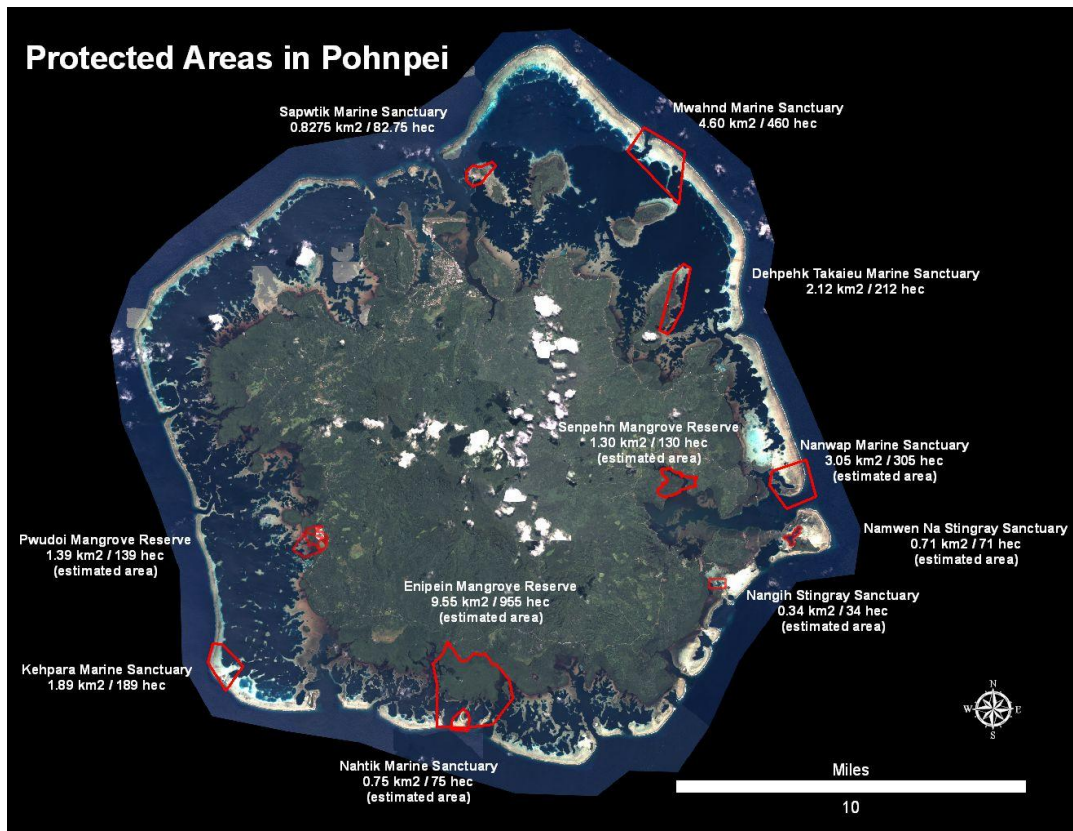 Protected Areas in Pohnpei
Sapwtik Marine Sanctuary
0.8275 km2 / 82.75 hec
Mwahnd Marine Sanctuary
4.60 km2 / 460 hec
Dehpehk Takaieu Marine Sanctuary
2.12 km2 / 212 hec
Senpehn Mangrove Reserve
1.30 km2 / 130 hec
(estimated area)
Nanwap Marine Sanctuary
3.05 km2 / 305 hec
(estimated area)
Namwen Na Stingray Sanctuary
0.71 km2 / 71 hec
(estimated area)
Pwudoi Mangrove Reserve
1.39 km2 / 139 hec
(estimated area)
Enipein Mangrove Reserve
9.55 km2 / 955 hec
(estimated area)
Nangih Stingray Sanctuary
0.34 km2 / 34 hec
(estimated area)
Kehpara Marine Sanctuary
1.89 km2 / 189 hec
Nahtik Marine Sanctuary
0.75 km2 / 75 hec
(estimated area)
N
W E
S
Miles
10